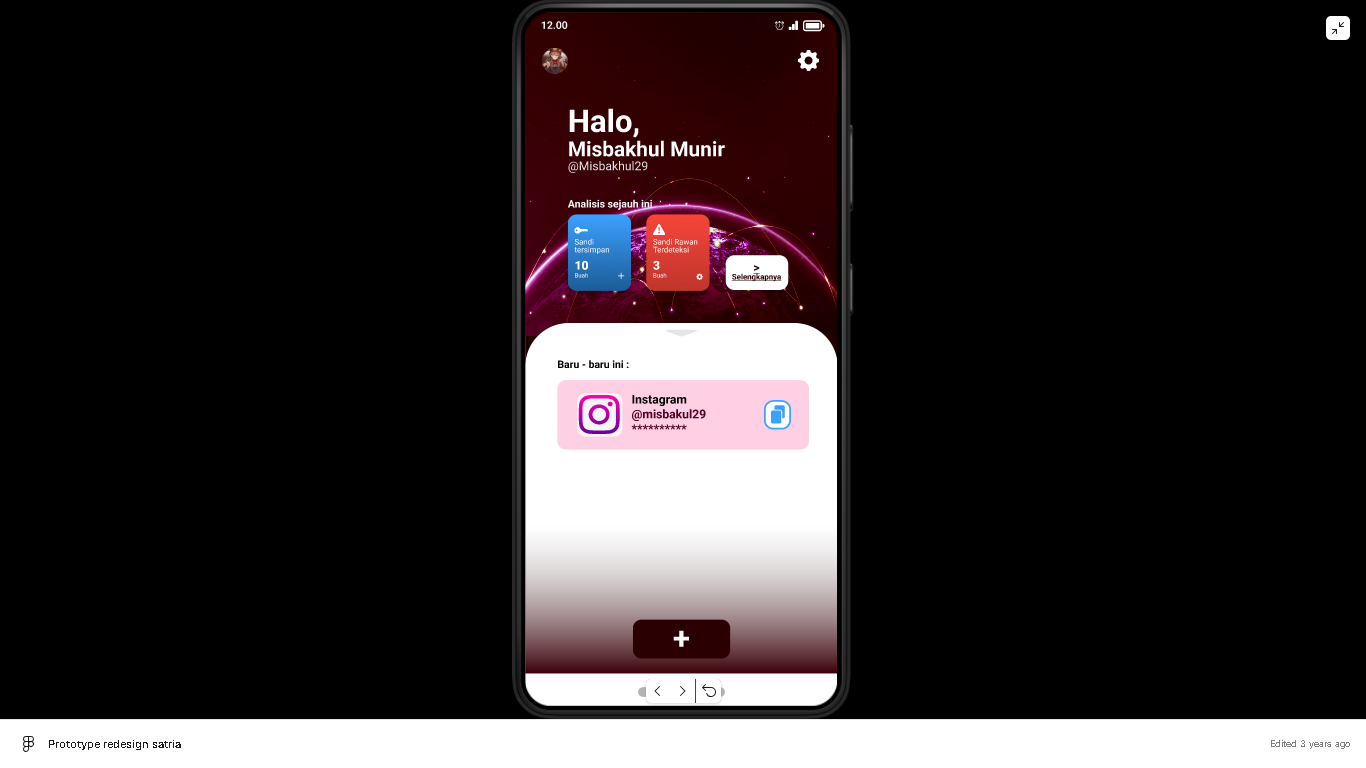 12.00
Halo,
Misbakhul Munir
@Misbakhul29
Analisis sejauh ini
Sandi
tersimpan
10
Buah
+
Sandi Rawan
Terdeteksi
3
Buah
>
Selengkapnya
Baru - baru ini :
Instagram
@misbakul29
**********
+
Prototype redesign satria
Edited 3 years ago